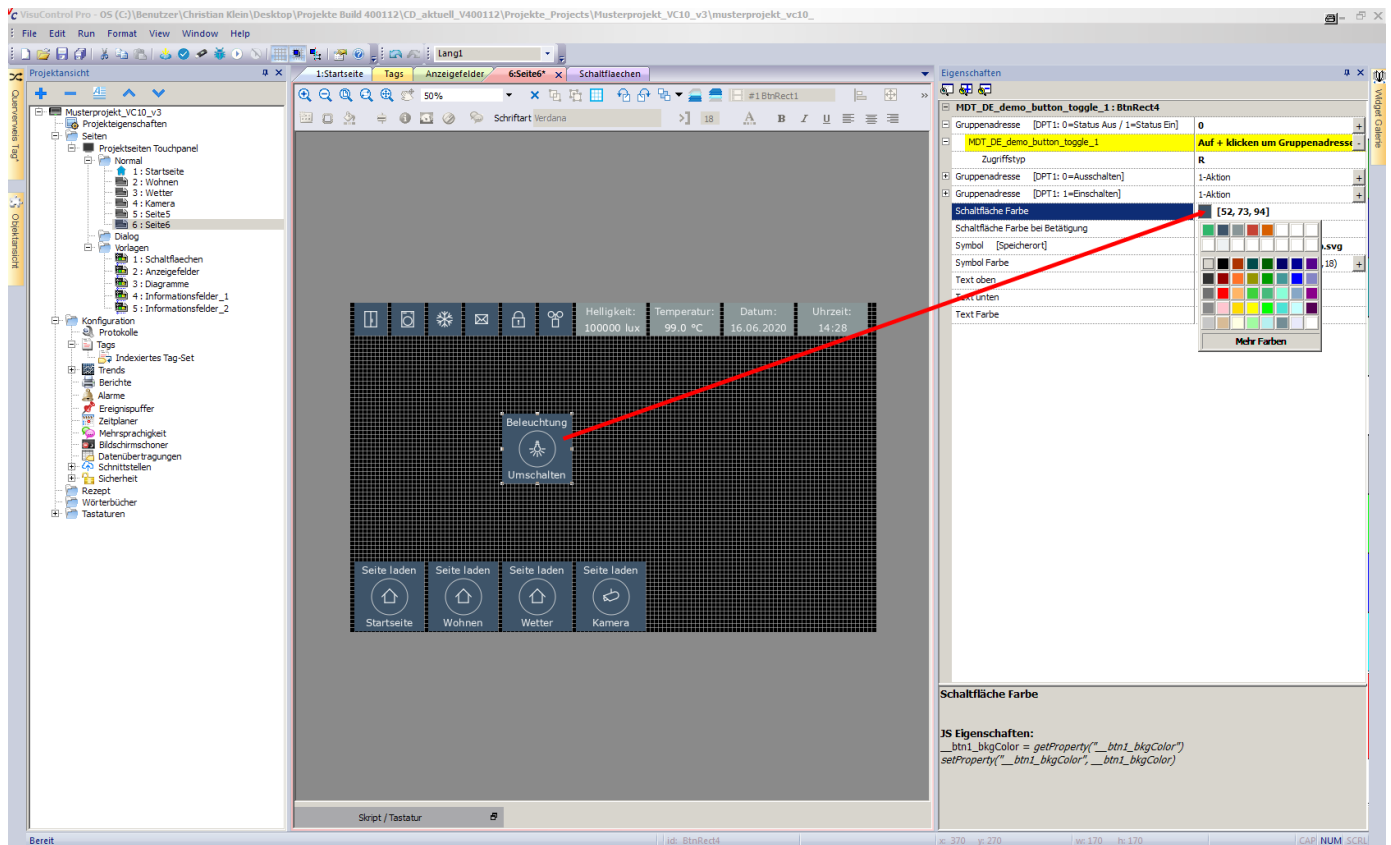 VisuControl Pro - OS (C:)\Benutzer\Christian Klein\Desktop\Projekte Build 400112\CD_aktuell_V400112\Projekte_Projects\Musterprojekt_VC10_v3\musterprojekt_vc10_
File Edit Run Format View Window Help
Lang1
Querverweis Tag*
Objektansicht
Projektansicht
Musterprojekt_VC10_v3
Projekteigenschaften
Seiten
Projektseiten Touchpanel
Normal
1 : Startseite
2 : Wohnen
3 : Wetter
4 : Kamera
5 : Seite5
6 : Seite6
Dialog
Vorlagen
1 : Schaltflaechen
2 : Anzeigefelder
3 : Diagramme
4 : Informationsfelder_1
5 : Informationsfelder_2
Konfiguration
Protokolle
Tags
Indexiertes Tag-Set
Trends
Berichte
Alarme
Ereignispuffer
Zeitplaner
Mehrsprachigkeit
Bildschirmschoner
Datenübertragungen
Schnittstellen
Sicherheit
Rezept
Wörterbücher
Tastaturen
1:Startseite Tags Anzeigefelder 6:Seite6* x Schaltflaechen
50% #1 BtnRect1
Schriftart Verdana 18 A B I U
Helligkeit: Temperatur: Datum: Uhrzeit:
100000 lux 99.0 °C 16.06.2020 14:28
Beleuchtung
Umschalten
Seite laden Seite laden Seite laden Seite laden
Startseite Wohnen Wetter Kamera
Skript / Tastatur
Eigenschaften
MDT_DE_demo_button_toggle_1 : BtnRect4
Gruppenadresse [DPT1: 0=Status Aus / 1=Status Ein] 0 +
MDT_DE_demo_button_toggle_1 Auf + klicken um Gruppenadresse -
Zugriffstyp R
Gruppenadresse [DPT1: 0=Ausschalten] 1-Aktion +
Gruppenadresse [DPT1: 1=Einschalten] 1-Aktion +
Schaltfläche Farbe [52, 73, 94]
Schaltfläche Farbe bei Betätigung
Symbol [Speicherort] .svg
Symbol Farbe ,18) +
Text oben
Text unten
Text Farbe
Mehr Farben
Schaltfläche Farbe
JS Eigenschaften:
__btn1_bkgColor = getProperty("__btn1_bkgColor")
setProperty("__btn1_bkgColor", __btn1_bkgColor)
Widget Galerie
Bereit id: BtnRect4 x: 370 y: 270 w: 170 h: 170 CAP NUM SCRL